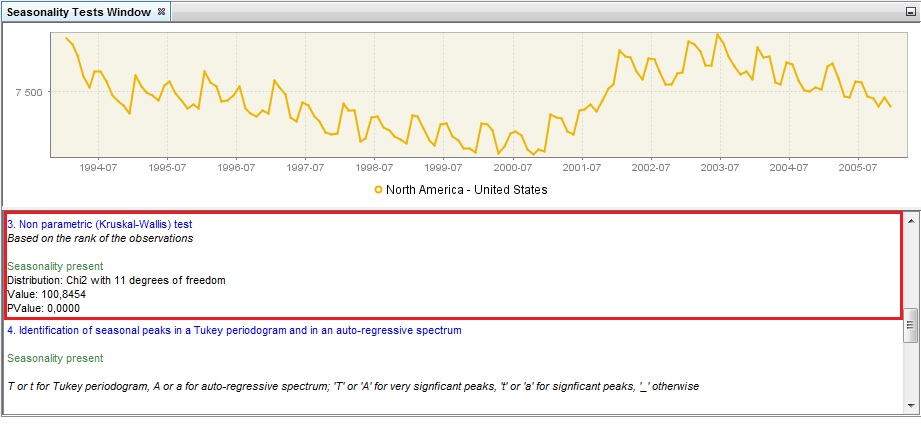 Seasonality Tests Window
7 500
1994-07 1995-07 1996-07 1997-07 1998-07 1999-07 2000-07 2001-07 2002-07 2003-07 2004-07 2005-07
North America - United States
3. Non parametric (Kruskal-Wallis) test
Based on the rank of the observations
Seasonality present
Distribution: Chi2 with 11 degrees of freedom
Value: 100,8454
PValue: 0,0000
4. Identification of seasonal peaks in a Tukey periodogram and in an auto-regressive spectrum
Seasonality present
T or t for Tukey periodogram, A or a for auto-regressive spectrum; 'T' or 'A' for very signficant peaks, 't' or 'a' for signficant peaks, '_' otherwise